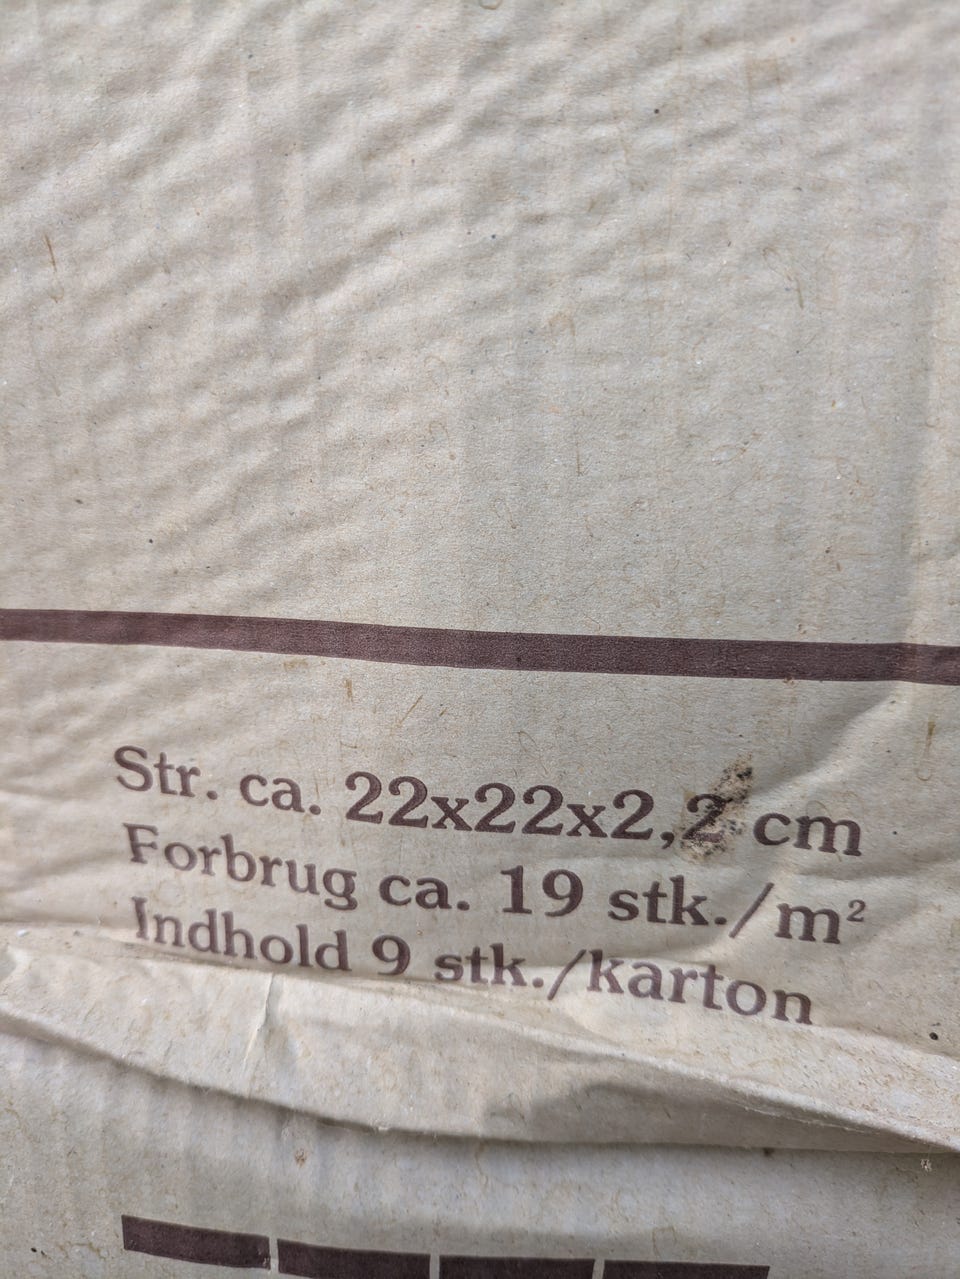 Str. ca. 22x22x2,2 cm
Forbrug ca. 19 stk./m²
Indhold 9 stk./karton